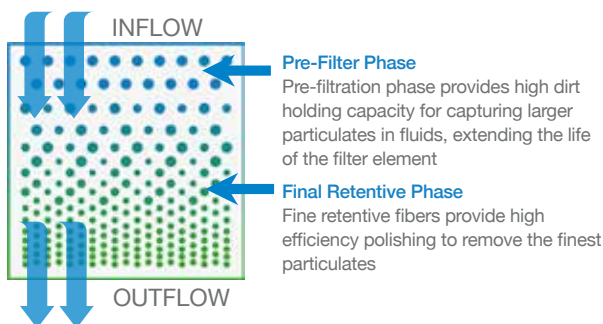 INFLOW
Pre-Filter Phase
Pre-filtration phase provides high dirt
holding capacity for capturing larger
particulates in fluids, extending the life
of the filter element
Final Retentive Phase
Fine retentive fibers provide high
efficiency polishing to remove the finest
particulates
OUTFLOW